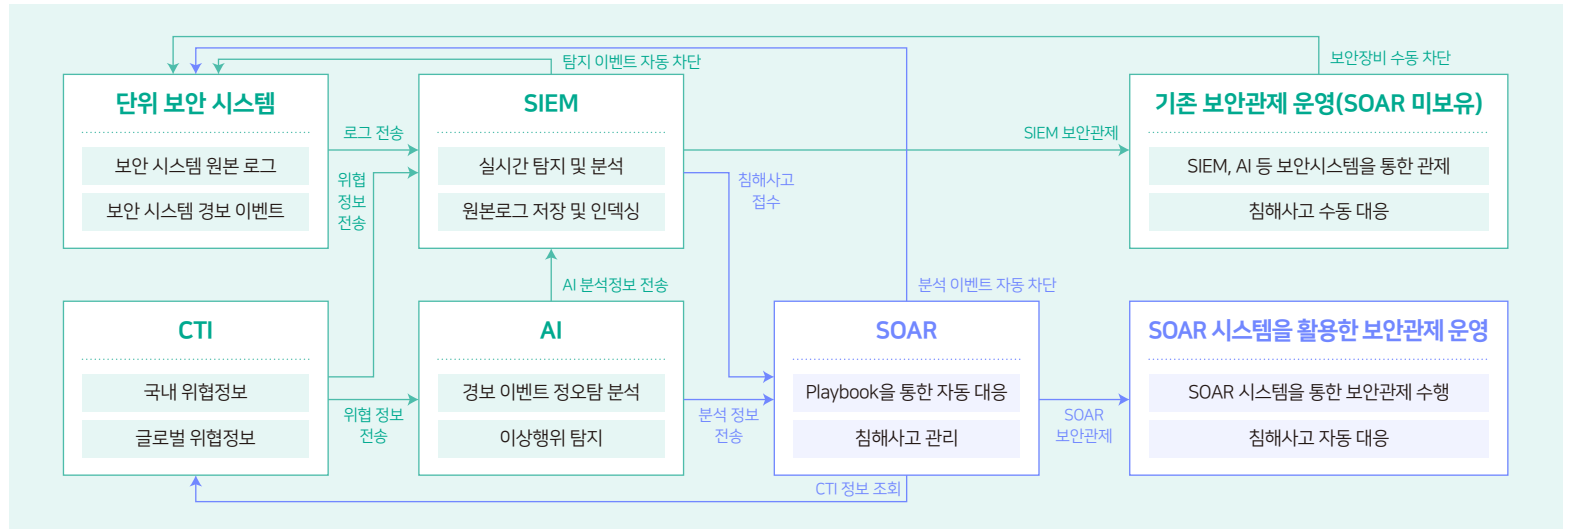 보안장비 수동 차단
탐지 이벤트 자동 차단
단위 보안 시스템
보안 시스템 원본 로그
보안 시스템 경보 이벤트
로그 전송
위협
정보
전송
SIEM
실시간 탐지 및 분석
원본로그 저장 및 인덱싱
침해사고
접수
SIEM 보안관제
기존 보안관제 운영(SOAR 미보유)
SIEM, AI 등 보안시스템을 통한 관제
침해사고 수동 대응
AI 분석정보 전송
분석 이벤트 자동 차단
CTI
국내 위협정보
글로벌 위협정보
위협 정보
전송
AI
경보 이벤트 정오탐 분석
이상행위 탐지
분석 정보
전송
SOAR
Playbook을 통한 자동 대응
침해사고 관리
SOAR
보안관제
SOAR 시스템을 활용한 보안관제 운영
SOAR 시스템을 통한 보안관제 수행
침해사고 자동 대응
CTI 정보 조회